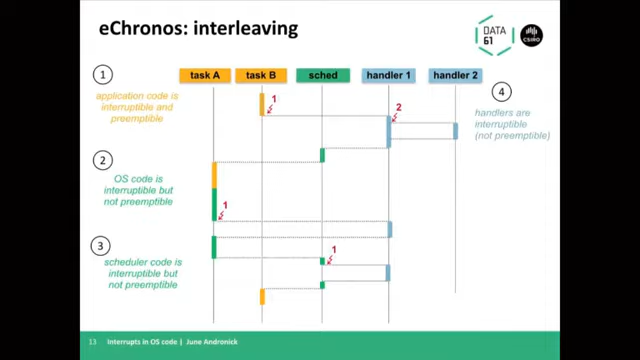 eChronos: interleaving
DATA
61
CSIRO
task A
task B
sched
handler 1
handler 2
1
application code is
interruptible and
preemptible
1
2
4
handlers are
interruptible
(not preemptible)
2
OS code is
interruptible but
not preemptible
1
3
scheduler code is
interruptible but
not preemptible
1
13
Interrupts in OS code | June Andronick